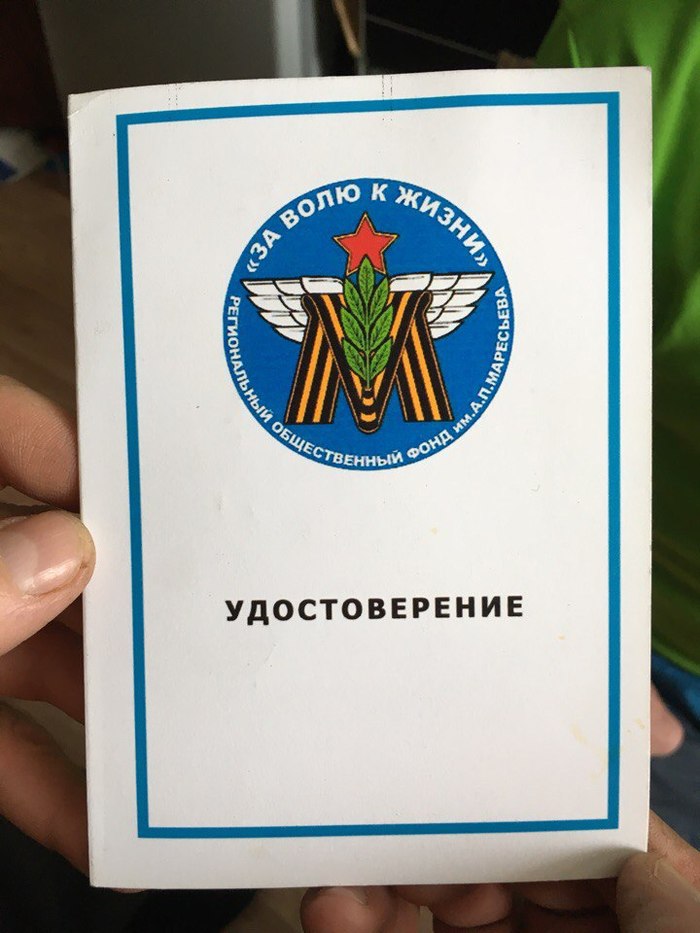 «ЗА ВОЛЮ К ЖИЗНИ»
РЕГИОНАЛЬНЫЙ ОБЩЕСТВЕННЫЙ ФОНД им.А.П.МАРЕСЬЕВА
УДОСТОВЕРЕНИЕ